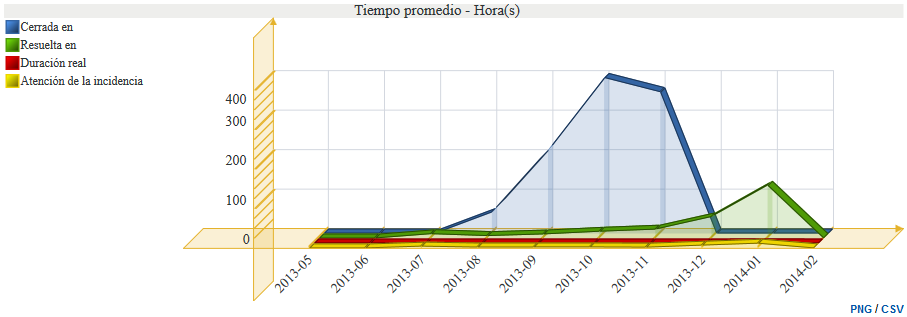 Tiempo promedio - Hora(s)
Cerrada en
Resuelta en
Duración real
Atención de la incidencia
400
300
200
100
0
2013-05
2013-06
2013-07
2013-08
2013-09
2013-10
2013-11
2013-12
2014-01
2014-02
PNG / CSV